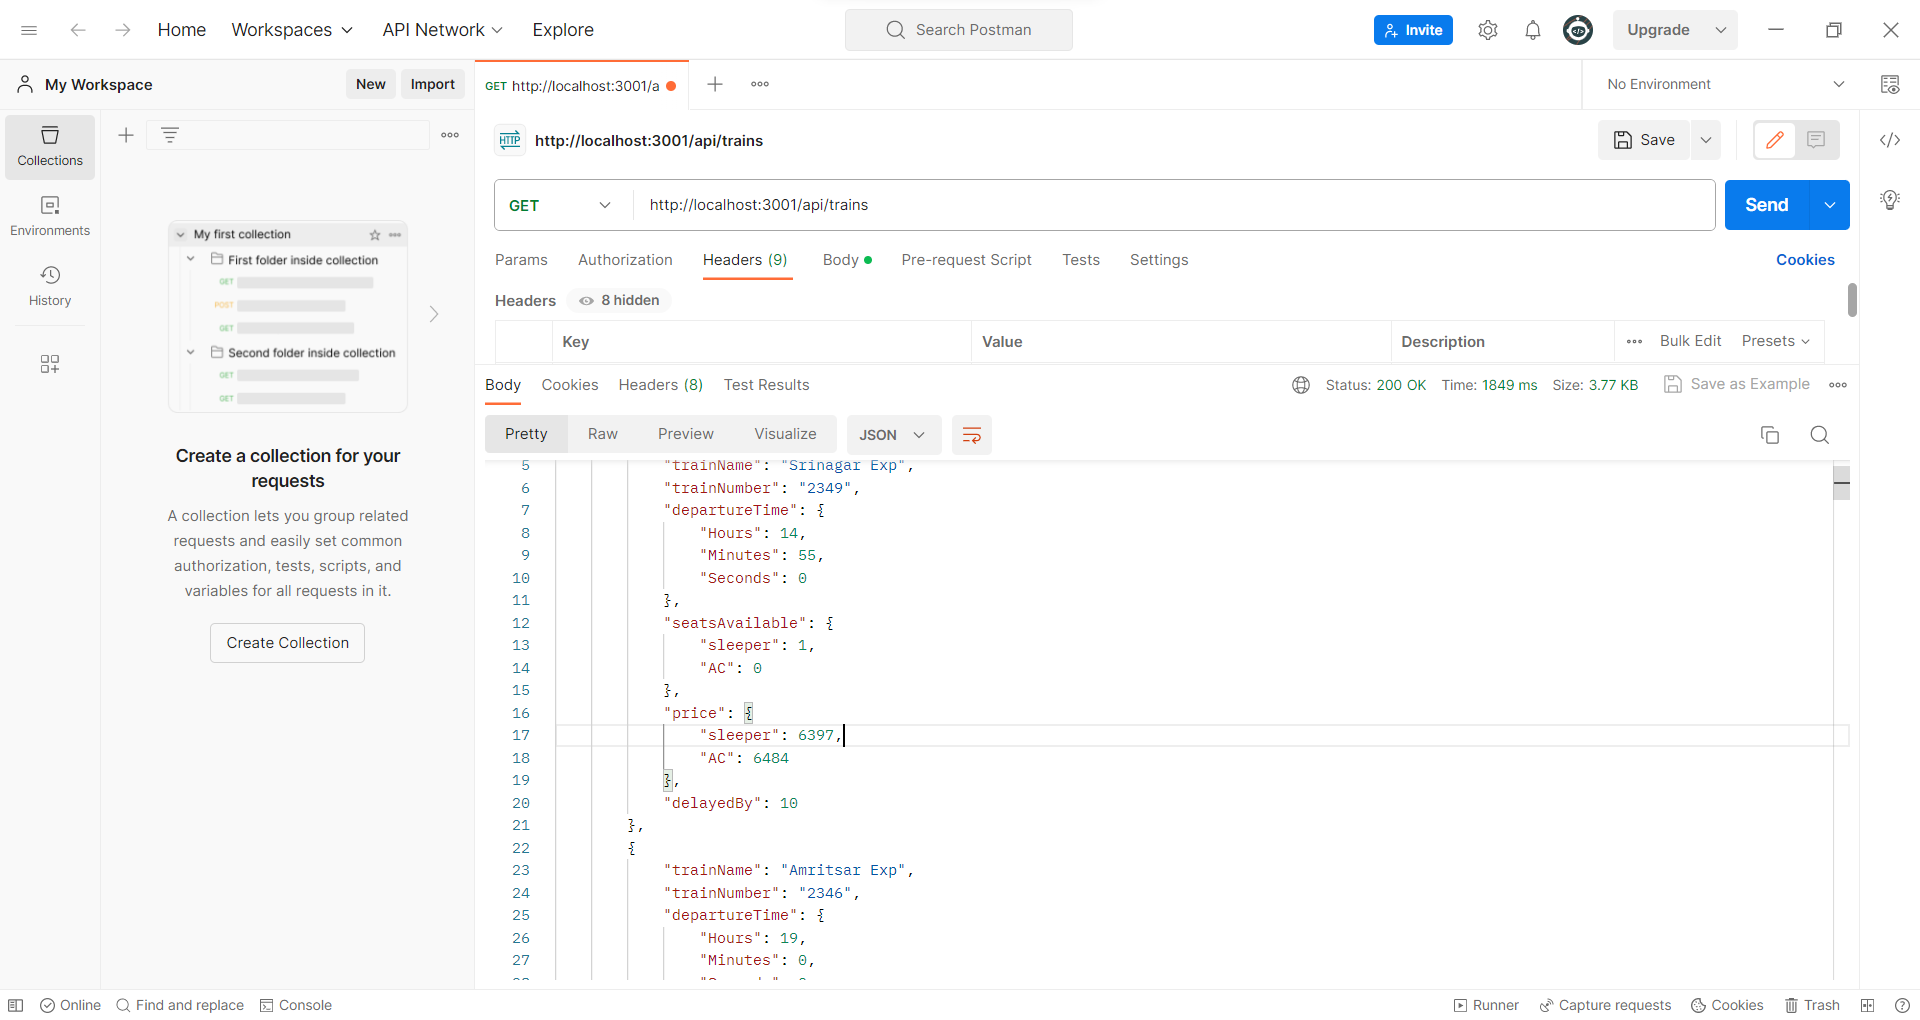 Home Workspaces API Network Explore Search Postman Invite Upgrade
My Workspace New Import GET http://localhost:3001/a No Environment
Collections
Environments
History
My first collection
First folder inside collection
GET
POST
GET
Second folder inside collection
GET
GET
Create a collection for your
requests
A collection lets you group related
requests and easily set common
authorization, tests, scripts, and
variables for all requests in it.
Create Collection
HTTP http://localhost:3001/api/trains Save
GET http://localhost:3001/api/trains Send
Params Authorization Headers (9) Body Pre-request Script Tests Settings Cookies
Headers 8 hidden
Key Value Description Bulk Edit Presets
Body Cookies Headers (8) Test Results Status: 200 OK Time: 1849 ms Size: 3.77 KB Save as Example
Pretty Raw Preview Visualize JSON
5 "trainName": "Srinagar Exp",
6 "trainNumber": "2349",
7 "departureTime": {
8 "Hours": 14,
9 "Minutes": 55,
10 "Seconds": 0
11 },
12 "seatsAvailable": {
13 "sleeper": 1,
14 "AC": 0
15 },
16 "price": {
17 "sleeper": 6397,
18 "AC": 6484
19 },
20 "delayedBy": 10
21 },
22 {
23 "trainName": "Amritsar Exp",
24 "trainNumber": "2346",
25 "departureTime": {
26 "Hours": 19,
27 "Minutes": 0,
Online Find and replace Console Runner Capture requests Cookies Trash